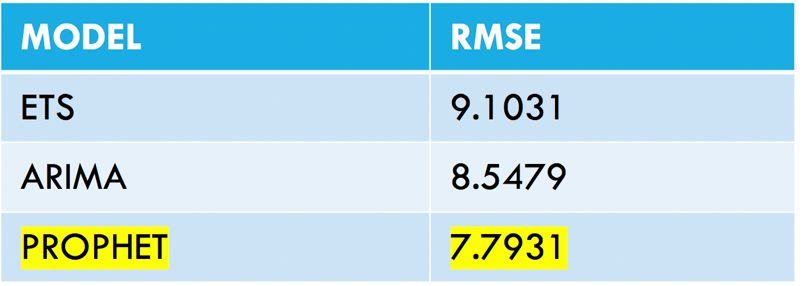 MODEL RMSE
ETS 9.1031
ARIMA 8.5479
PROPHET 7.7931